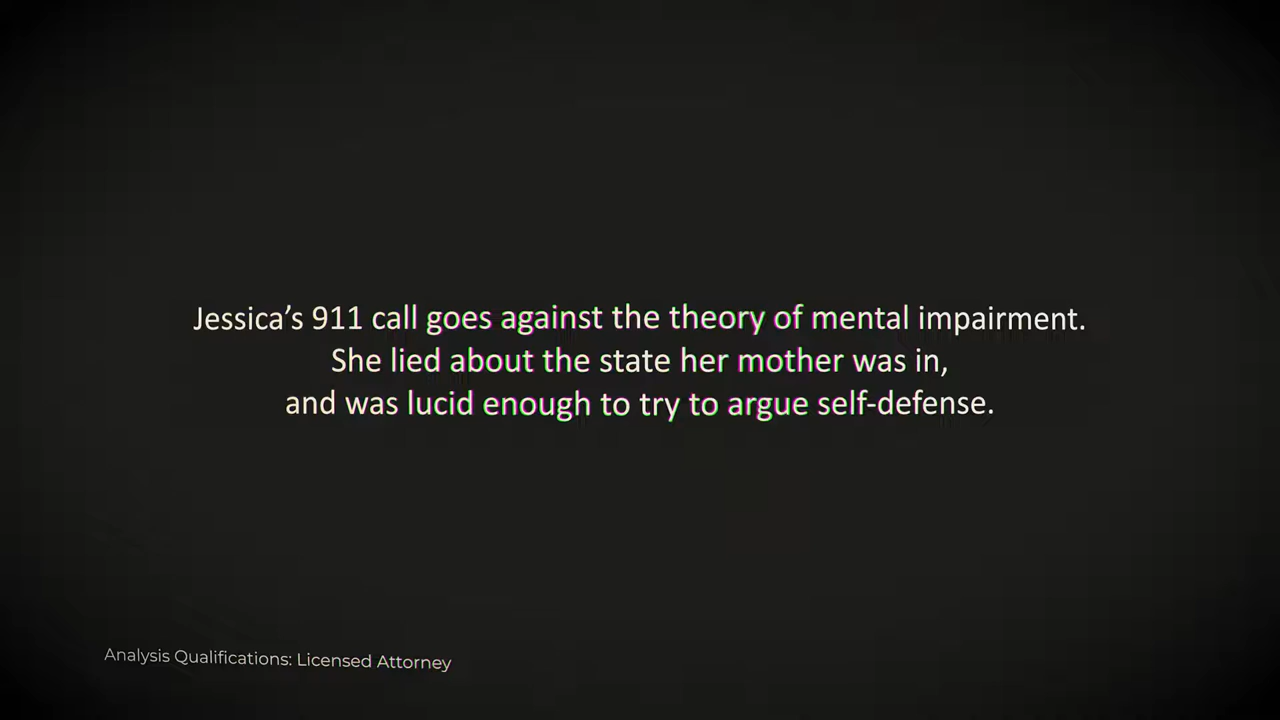 Jessica’s 911 call goes against the theory of mental impairment.
She lied about the state her mother was in,
and was lucid enough to try to argue self-defense.
Analysis Qualifications: Licensed Attorney